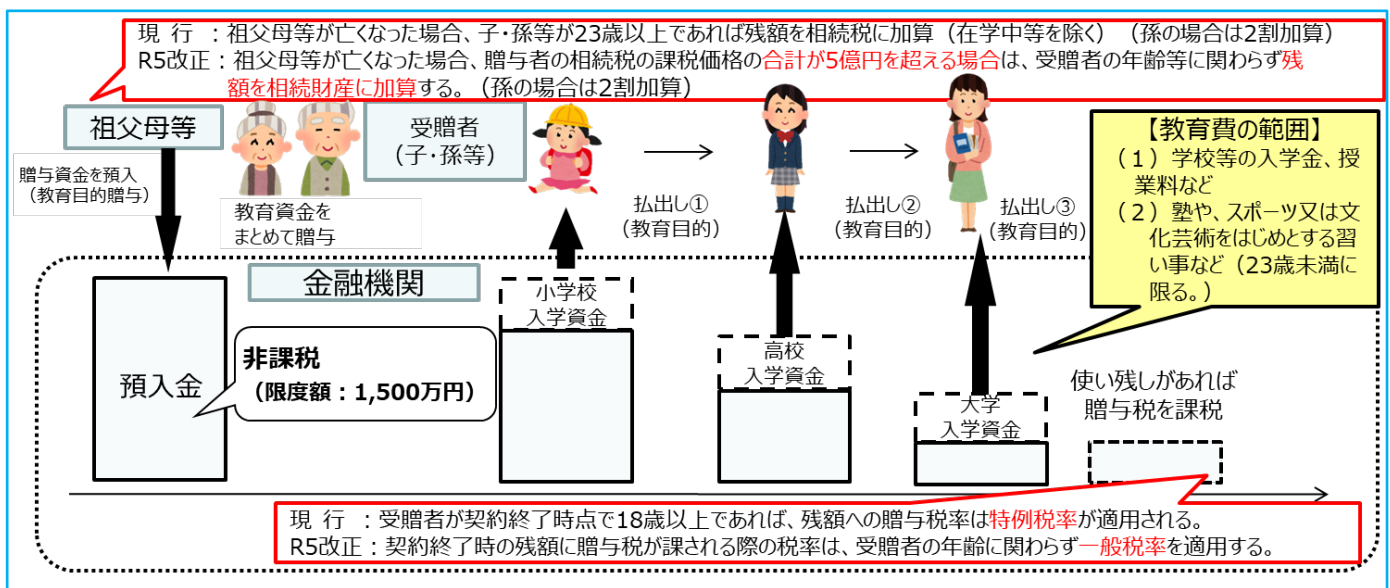 現 行 ：祖父母等が亡くなった場合、子・孫等が23歳以上であれば残額を相続税に加算（在学中等を除く）（孫の場合は2割加算）
R5改正：祖父母等が亡くなった場合、贈与者の相続税の課税価格の合計が5億円を超える場合は、受贈者の年齢等に関わらず残
額を相続財産に加算する。（孫の場合は2割加算）
祖父母等
受贈者
（子・孫等）
贈与資金を預入
（教育目的贈与）
教育資金を
まとめて贈与
払出し①
（教育目的）
払出し②
（教育目的）
払出し③
（教育目的）
【教育費の範囲】
（１）学校等の入学金、授
業料など
（２）塾や、スポーツ又は文
化芸術をはじめとする習
い事など（23歳未満に
限る。）
金融機関
預入金
非課税
（限度額：1,500万円）
小学校
入学資金
高校
入学資金
大学
入学資金
使い残しがあれば
贈与税を課税
現 行 ：受贈者が契約終了時点で18歳以上であれば、残額への贈与税率は特例税率が適用される。
R5改正：契約終了時の残額に贈与税が課される際の税率は、受贈者の年齢に関わらず一般税率を適用する。